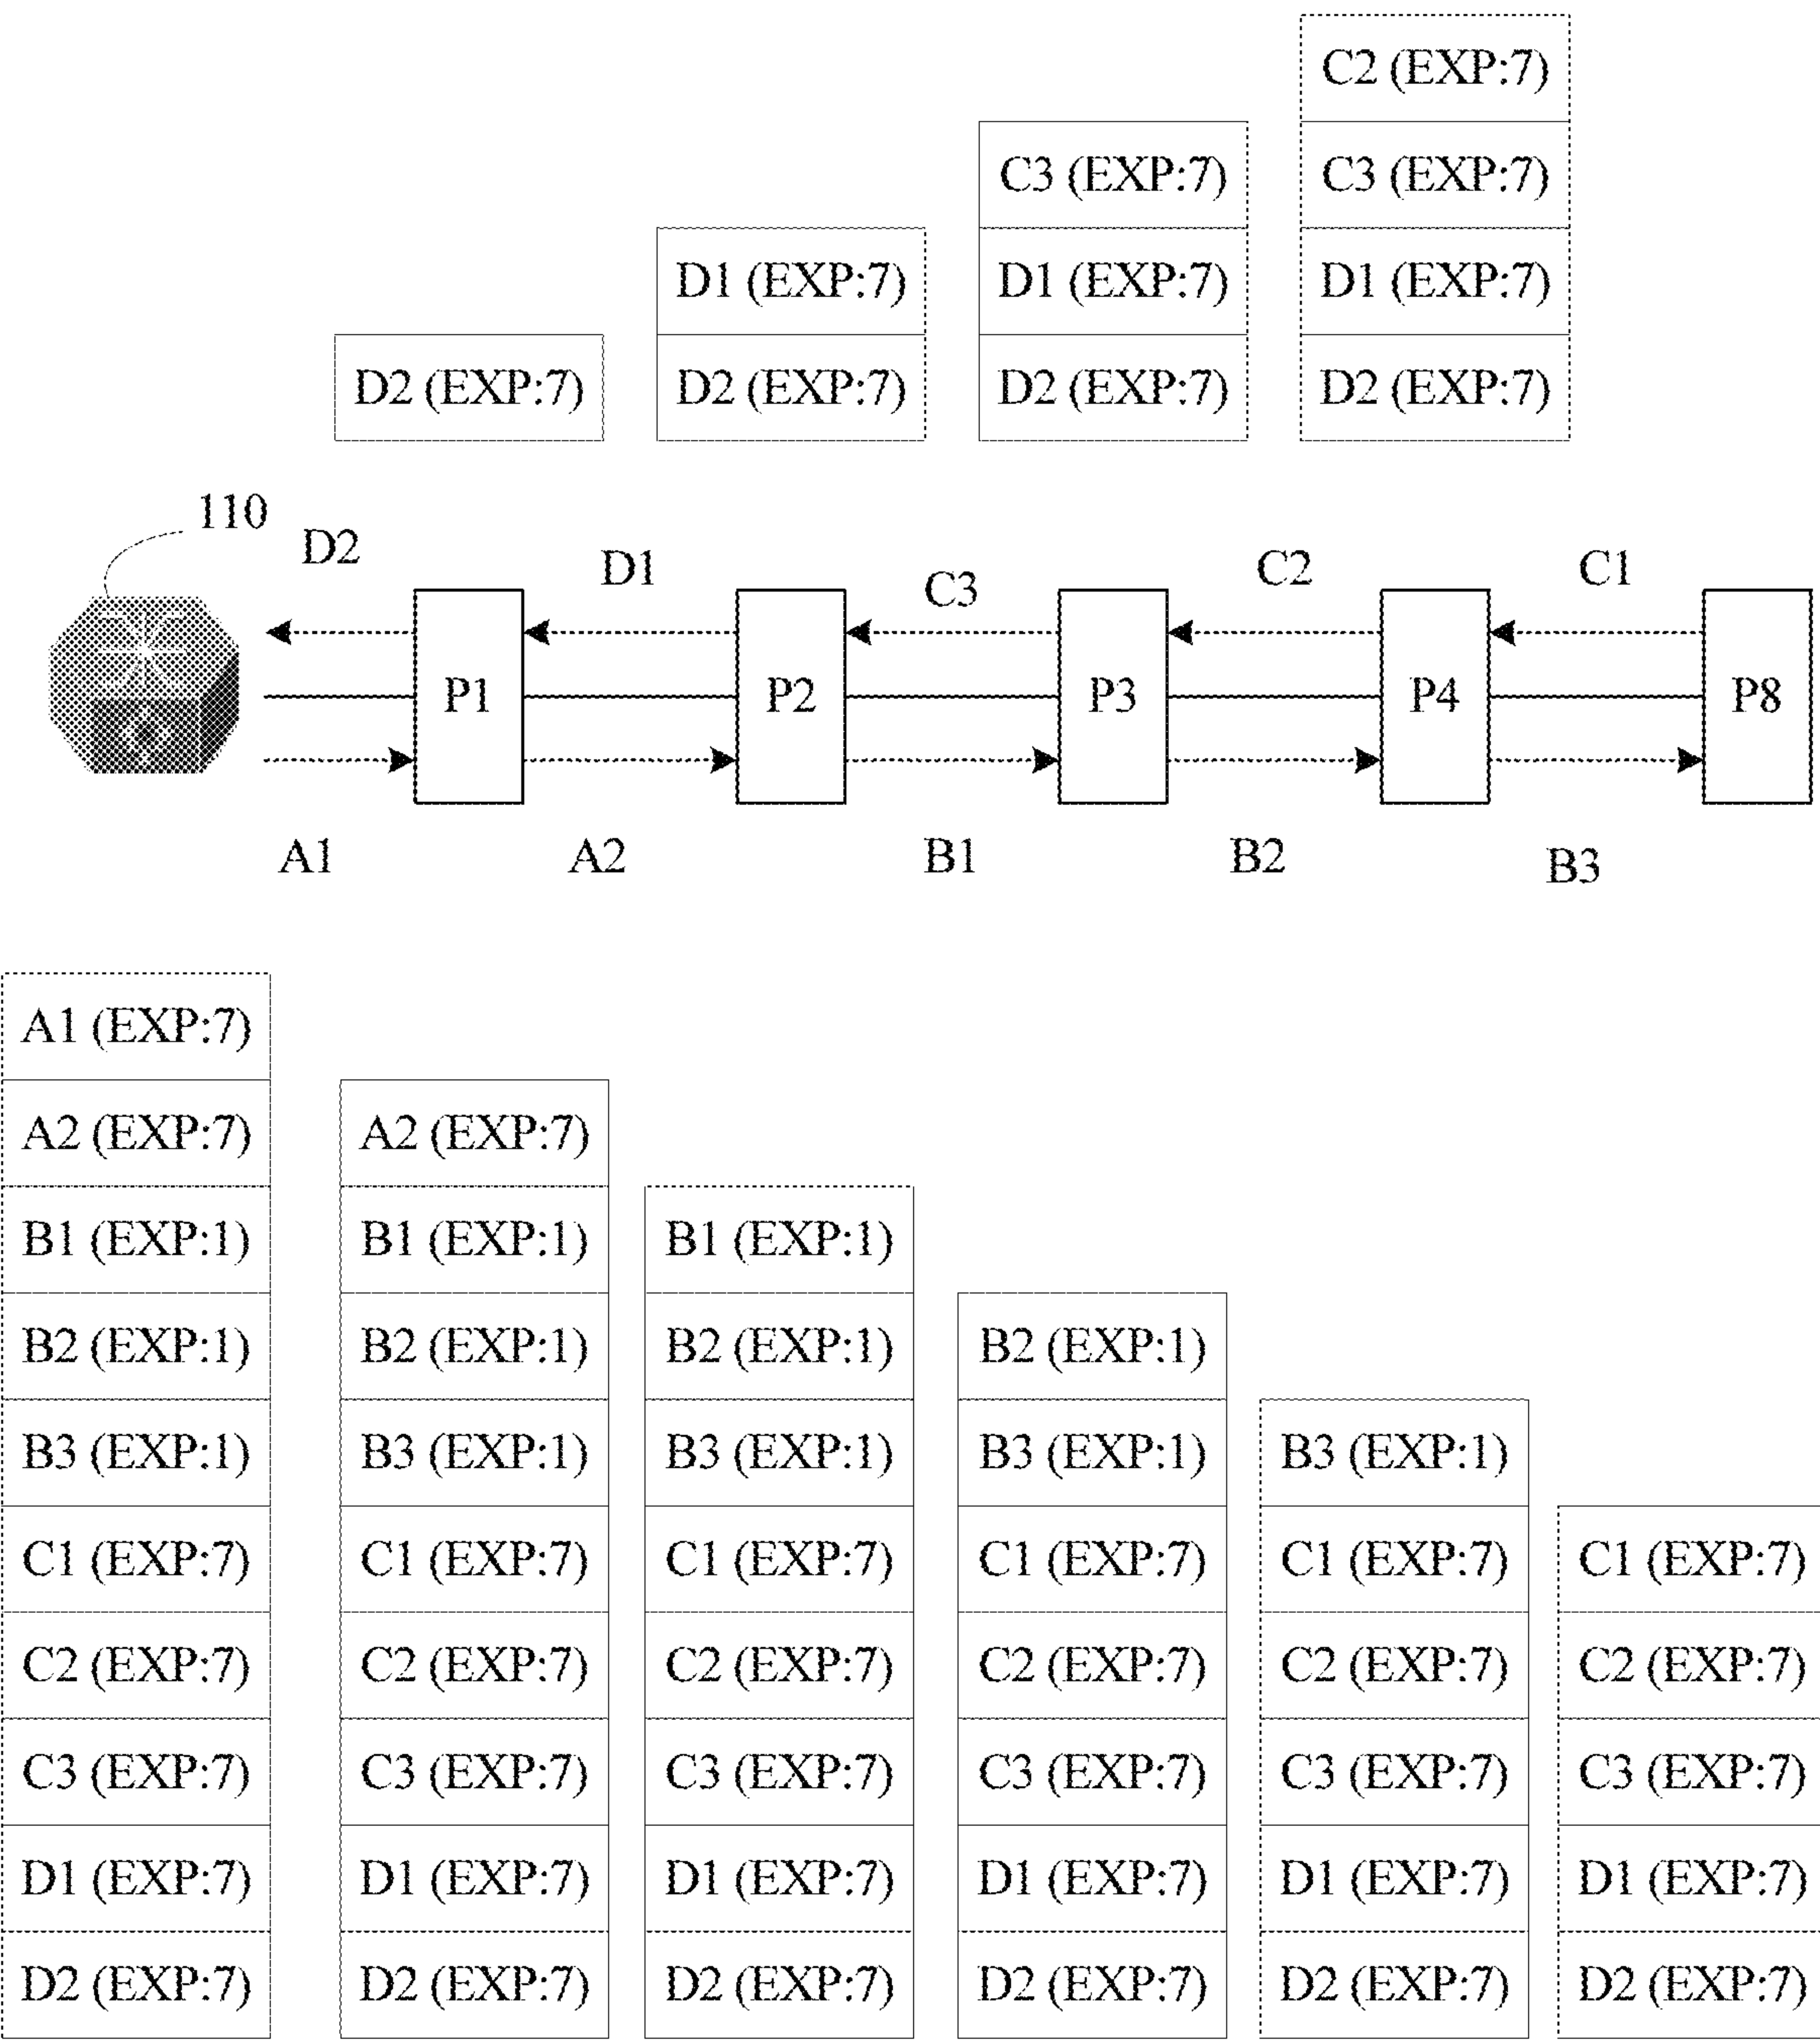 C2 (EXP:7)
C3 (EXP:7) C3 (EXP:7)
D1 (EXP:7) D1 (EXP:7) D1 (EXP:7)
D2 (EXP:7) D2 (EXP:7) D2 (EXP:7) D2 (EXP:7)
110
D2 D1 C3 C2 C1
P1 P2 P3 P4 P8
A1 A2 B1 B2 B3
A1 (EXP:7)
A2 (EXP:7) A2 (EXP:7)
B1 (EXP:1) B1 (EXP:1) B1 (EXP:1)
B2 (EXP:1) B2 (EXP:1) B2 (EXP:1) B2 (EXP:1)
B3 (EXP:1) B3 (EXP:1) B3 (EXP:1) B3 (EXP:1) B3 (EXP:1)
C1 (EXP:7) C1 (EXP:7) C1 (EXP:7) C1 (EXP:7) C1 (EXP:7) C1 (EXP:7)
C2 (EXP:7) C2 (EXP:7) C2 (EXP:7) C2 (EXP:7) C2 (EXP:7) C2 (EXP:7)
C3 (EXP:7) C3 (EXP:7) C3 (EXP:7) C3 (EXP:7) C3 (EXP:7) C3 (EXP:7)
D1 (EXP:7) D1 (EXP:7) D1 (EXP:7) D1 (EXP:7) D1 (EXP:7) D1 (EXP:7)
D2 (EXP:7) D2 (EXP:7) D2 (EXP:7) D2 (EXP:7) D2 (EXP:7) D2 (EXP:7)